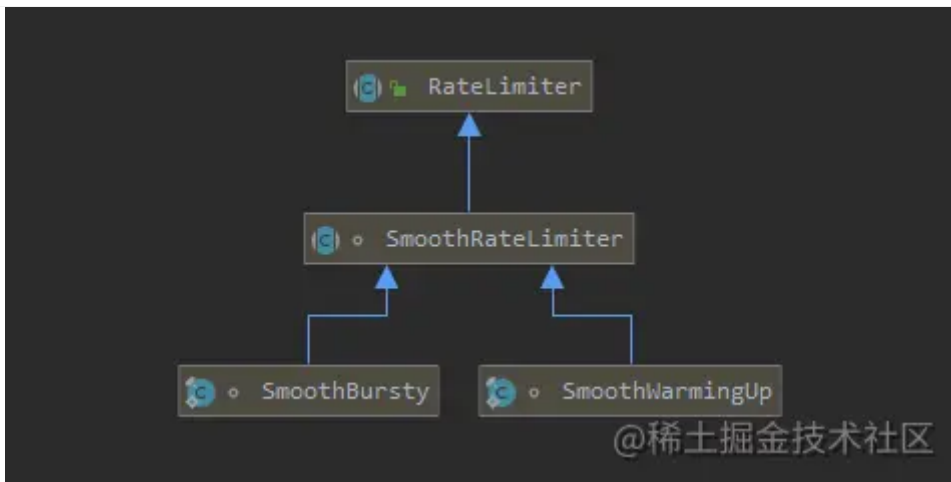 RateLimiter
SmoothRateLimiter
SmoothBursty
SmoothWarmingUp
@稀土掘金技术社区